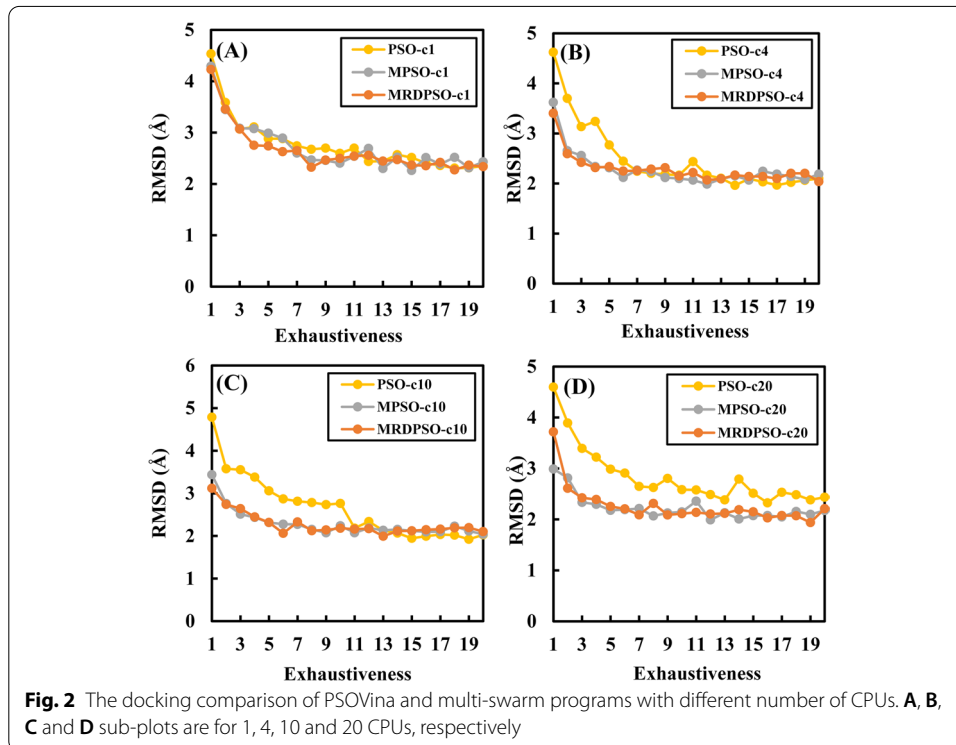 (A)
PSO-c1
MPSO-c1
MRDPSO-c1
RMSD (Å)
5
4
3
2
1
0
1 3 5 7 9 11 13 15 17 19
Exhaustiveness
(B)
PSO-c4
MPSO-c4
MRDPSO-c4
RMSD (Å)
5
4
3
2
1
0
1 3 5 7 9 11 13 15 17 19
Exhaustiveness
(C)
PSO-c10
MPSO-c10
MRDPSO-c10
RMSD (Å)
6
5
4
3
2
1
0
1 3 5 7 9 11 13 15 17 19
Exhaustiveness
(D)
PSO-c20
MPSO-c20
MRDPSO-c20
RMSD (Å)
5
4
3
2
1
0
1 3 5 7 9 11 13 15 17 19
Exhaustiveness
Fig. 2 The docking comparison of PSOVina and multi-swarm programs with different number of CPUs. A, B,
C and D sub-plots are for 1, 4, 10 and 20 CPUs, respectively